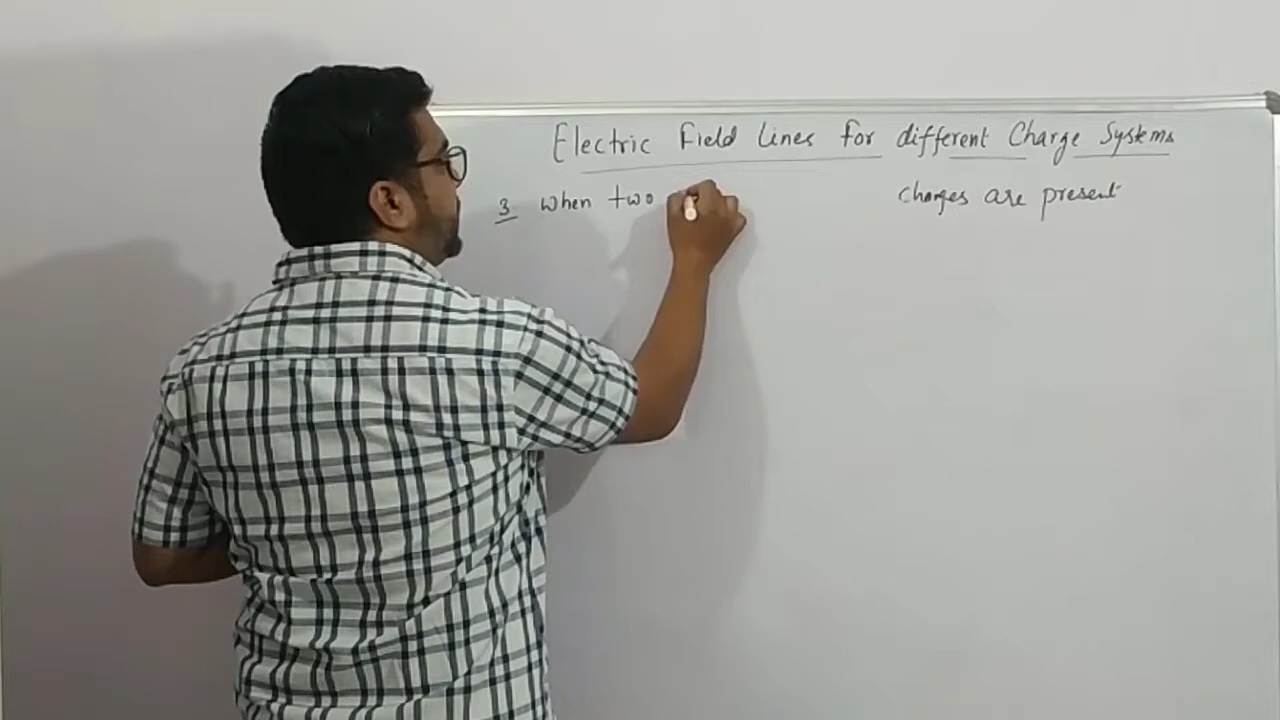 Electric Field Lines for different Charge Systems
3 When two charges are present